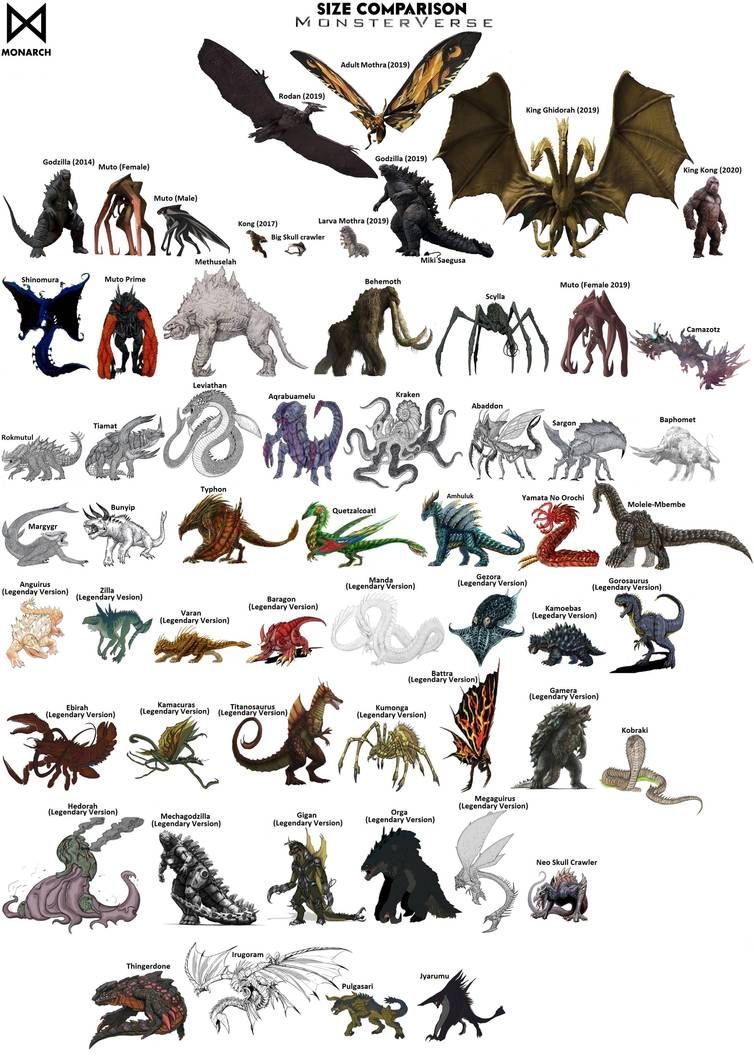 SIZE COMPARISON
MONSTERVERSE
MONARCH
Adult Mothra (2019)
Rodan (2019)
King Ghidorah (2019)
Godzilla (2014)
Muto (Female)
Godzilla (2019)
King Kong (2020)
Muto (Male)
Kong (2017)
Larva Mothra (2019)
Big Skull crawler
Miki Saegusa
Methuselah
Shinomura
Muto Prime
Behemoth
Scylla
Muto (Female 2019)
Camazotz
Leviathan
Aqrabuamelu
Kraken
Abaddon
Rokmutul
Tiamat
Sargon
Baphomet
Margygr
Bunyip
Typhon
Quetzalcoatl
Amhuluk
Yamata No Orochi
Molele-Mbembe
Anguirus
(Legenday Version)
Zilla
(Legendary Version)
Varan
(Legendary Version)
Baragon
(Legendary Version)
Manda
(Legendary Version)
Gezora
(Legendary Version)
Kamoebas
(Legendary Version)
Gorosaurus
(Legendary Version)
Ebirah
(Legendary Version)
Kamacuras
(Legendary Version)
Titanosaurus
(Legendary Version)
Kumonga
(Legendary Version)
Battra
(Legendary Version)
Gamera
(Legendary Version)
Kobraki
Hedorah
(Legendary Version)
Mechagodzilla
(Legendary Version)
Gigan
(Legendary Version)
Orga
(Legendary Version)
Megaguirus
(Legendary Version)
Neo Skull Crawler
Thingerdone
Irugoram
Pulgasari
Jyarumu